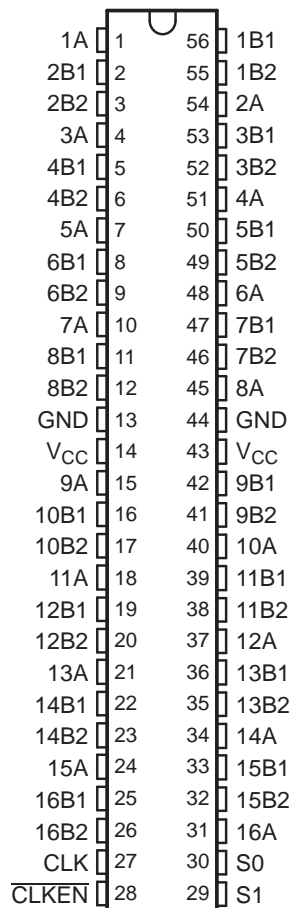 1A 1 56 1B1
2B1 2 55 1B2
2B2 3 54 2A
3A 4 53 3B1
4B1 5 52 3B2
4B2 6 51 4A
5A 7 50 5B1
6B1 8 49 5B2
6B2 9 48 6A
7A 10 47 7B1
8B1 11 46 7B2
8B2 12 45 8A
GND 13 44 GND
VCC 14 43 VCC
9A 15 42 9B1
10B1 16 41 9B2
10B2 17 40 10A
11A 18 39 11B1
12B1 19 38 11B2
12B2 20 37 12A
13A 21 36 13B1
14B1 22 35 13B2
14B2 23 34 14A
15A 24 33 15B1
16B1 25 32 15B2
16B2 26 31 16A
CLK 27 30 S0
CLKEN 28 29 S1